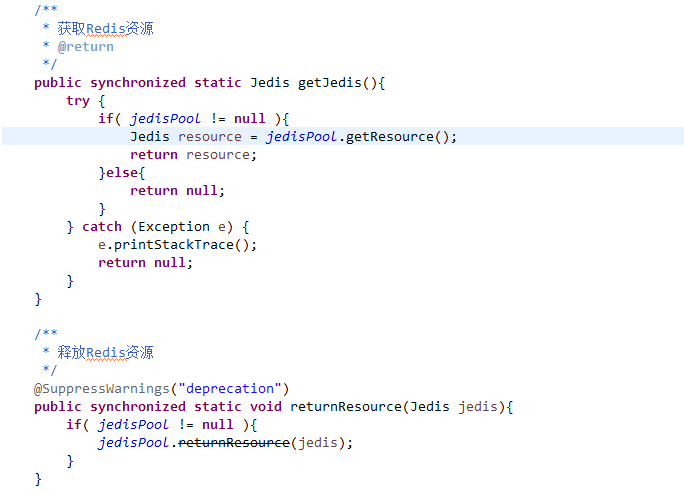 /**
 * 获取Redis资源
 * @return
 */
public synchronized static Jedis getJedis(){
    try {
        if( jedisPool != null ){
            Jedis resource = jedisPool.getResource();
            return resource;
        }else{
            return null;
        }
    } catch (Exception e) {
        e.printStackTrace();
        return null;
    }
}

/**
 * 释放Redis资源
 */
@SuppressWarnings("deprecation")
public synchronized static void returnResource(Jedis jedis){
    if( jedisPool != null ){
        jedisPool.returnResource(jedis);
    }
}